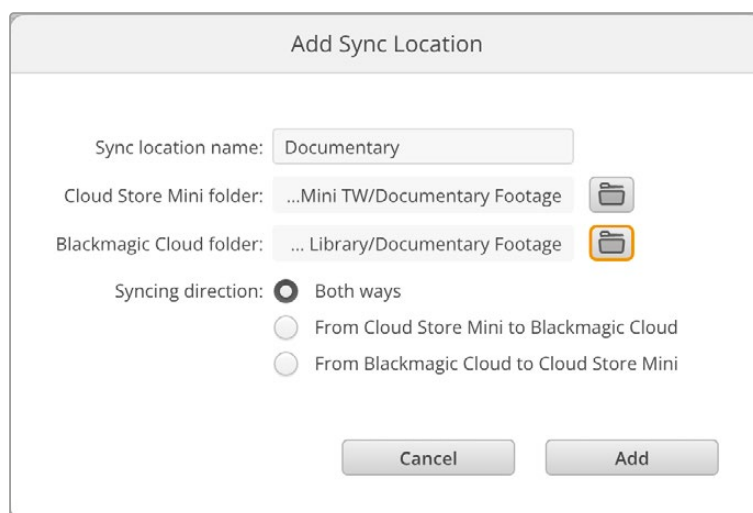 Add Sync Location
Sync location name: Documentary
Cloud Store Mini folder: ...Mini TW/Documentary Footage
Blackmagic Cloud folder: ... Library/Documentary Footage
Syncing direction: Both ways
From Cloud Store Mini to Blackmagic Cloud
From Blackmagic Cloud to Cloud Store Mini
Cancel Add